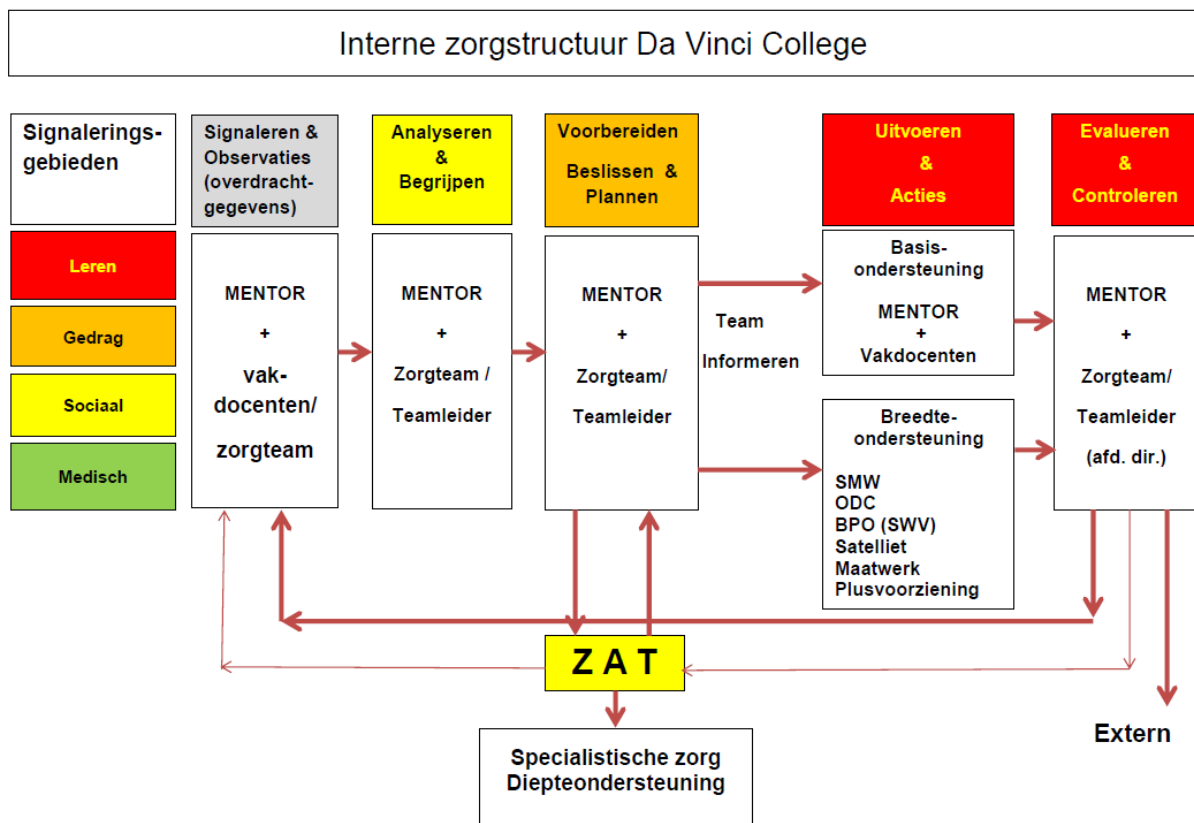 Interne zorgstructuur Da Vinci College
Signalerings-
gebieden
Signaleren &
Observaties
(overdracht-
gegevens)
Analyseren
&
Begrijpen
Voorbereiden
Beslissen &
Plannen
Uitvoeren
&
Acties
Evalueren
&
Controleren
Leren
Gedrag
Sociaal
Medisch
MENTOR
+
vak-
docenten/
zorgteam
MENTOR
+
Zorgteam /
Teamleider
MENTOR
+
Zorgteam/
Teamleider
Team
Informeren
Basis-
ondersteuning
MENTOR
+
Vakdocenten
Breedte-
ondersteuning
SMW
ODC
BPO (SWV)
Satelliet
Maatwerk
Plusvoorziening
MENTOR
+
Zorgteam/
Teamleider
(afd. dir.)
Z A T
Extern
Specialistische zorg
Diepteondersteuning